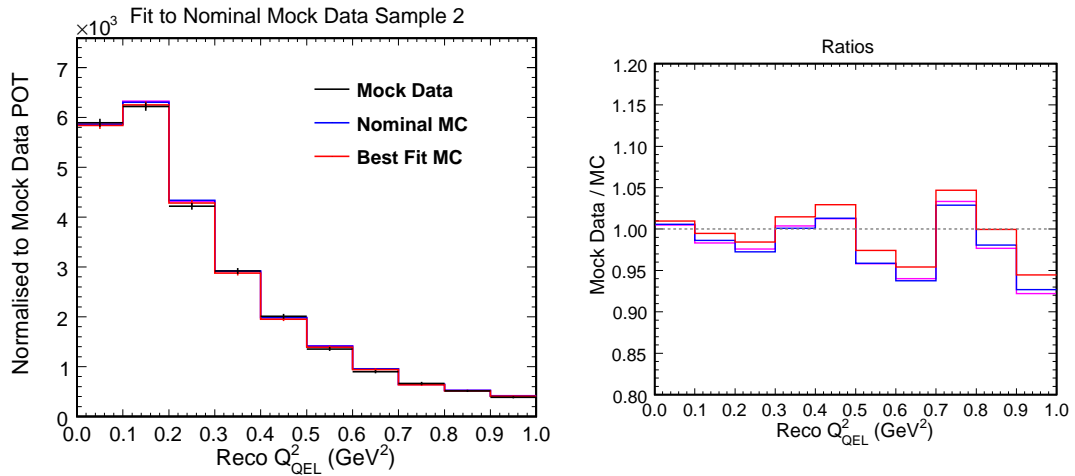 Fit to Nominal Mock Data Sample 2
×10³
Normalised to Mock Data POT
7
6
5
4
3
2
1
0
Mock Data
Nominal MC
Best Fit MC
0.0 0.1 0.2 0.3 0.4 0.5 0.6 0.7 0.8 0.9 1.0
Reco Q²QEL (GeV²)
Ratios
Mock Data / MC
1.20
1.15
1.10
1.05
1.00
0.95
0.90
0.85
0.80
0.0 0.1 0.2 0.3 0.4 0.5 0.6 0.7 0.8 0.9 1.0
Reco Q²QEL (GeV²)